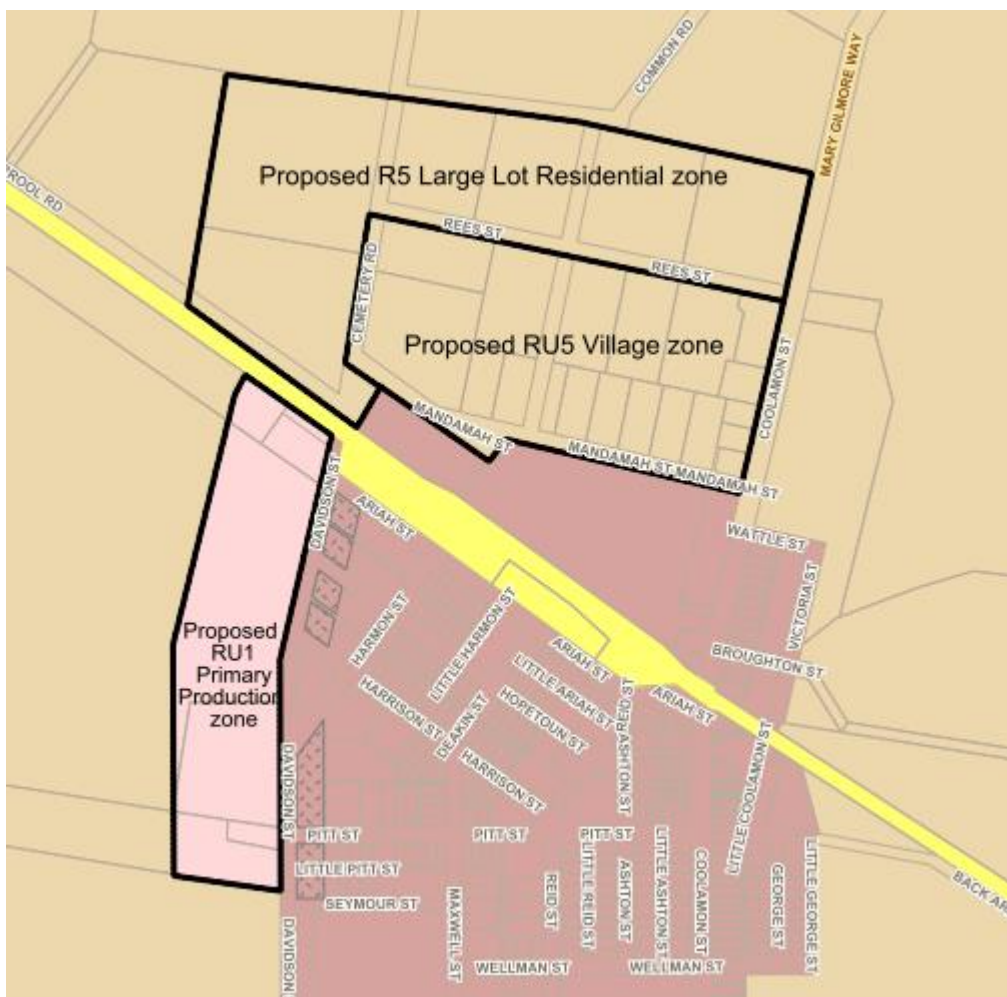 COMMON RD
MARY GILMORE WAY
Proposed R5 Large Lot Residential zone
ROOL RD
REES ST
REES ST
CEMETERY RD
Proposed RU5 Village zone
COOLAMON ST
MANDAMAH ST
MANDAMAH ST
MANDAMAH ST
DAVIDSON ST
ARIAH ST
WATTLE ST
VICTORIA ST
BROUGHTON ST
HARMON ST
LITTLE HARMON ST
ARIAH ST
LITTLE ARIAH ST
REID ST
ARIAH ST
Proposed
RU1
Primary
Production
zone
HARRISON ST
DEAKIN ST
HOPETOUN ST
HARRISON ST
ASHTON ST
LITTLE COOLAMON ST
DAVIDSON ST
PITT ST
PITT ST
PITT ST
LITTLE PITT ST
SEYMOUR ST
MAXWELL ST
REID ST
LITTLE REID ST
ASHTON ST
LITTLE ASHTON ST
COOLAMON ST
GEORGE ST
LITTLE GEORGE ST
BACK AR
DAVIDSON
WELLMAN ST
WELLMAN ST